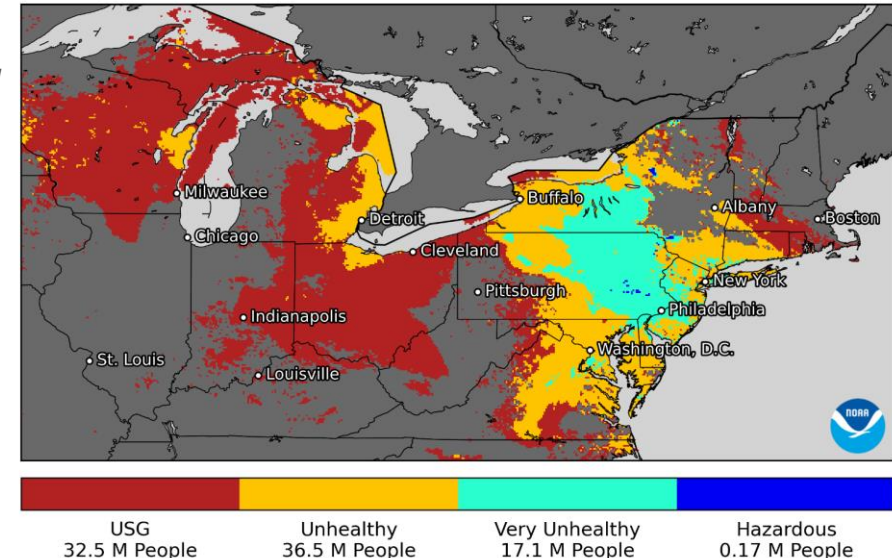 Milwaukee
Buffalo
Albany
Boston
Detroit
Chicago
Cleveland
New York
Pittsburgh
Philadelphia
Indianapolis
Washington, D.C.
St. Louis
Louisville
NOAA
USG
32.5 M People
Unhealthy
36.5 M People
Very Unhealthy
17.1 M People
Hazardous
0.17 M People